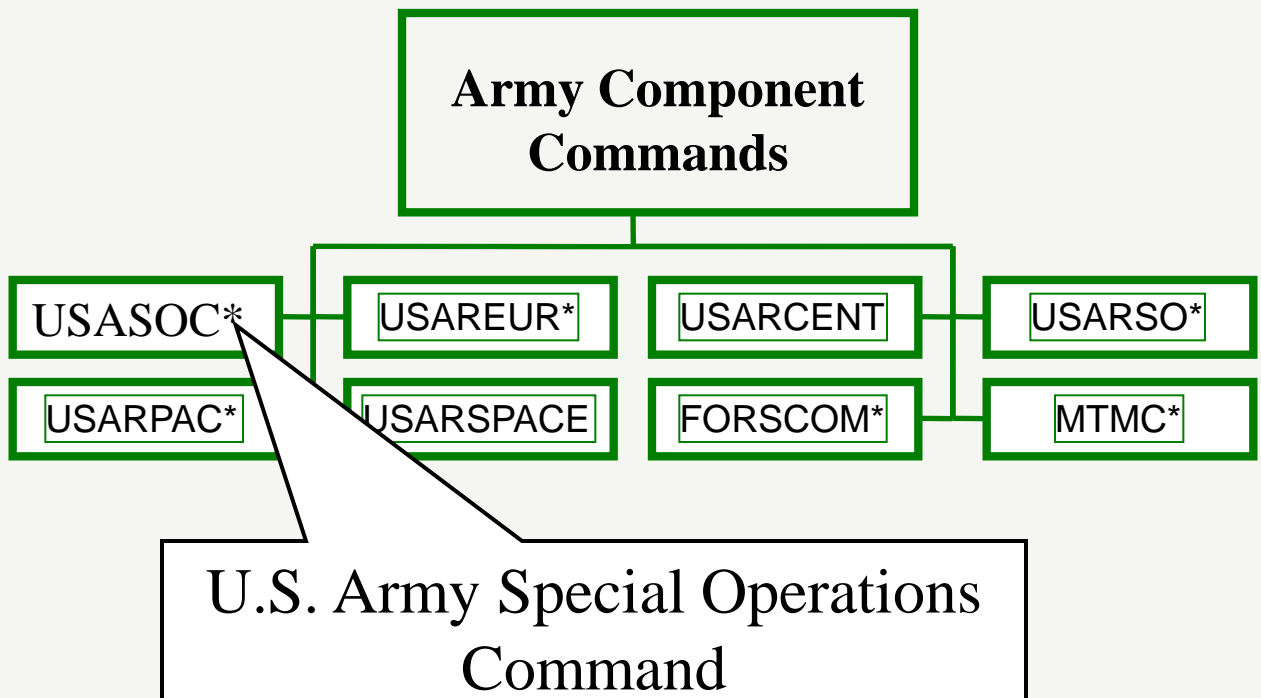 Army Component
Commands
USASOC*
USAREUR*
USARCENT
USARSO*
USARPAC*
USARSPACE
FORSCOM*
MTMC*
U.S. Army Special Operations
Command